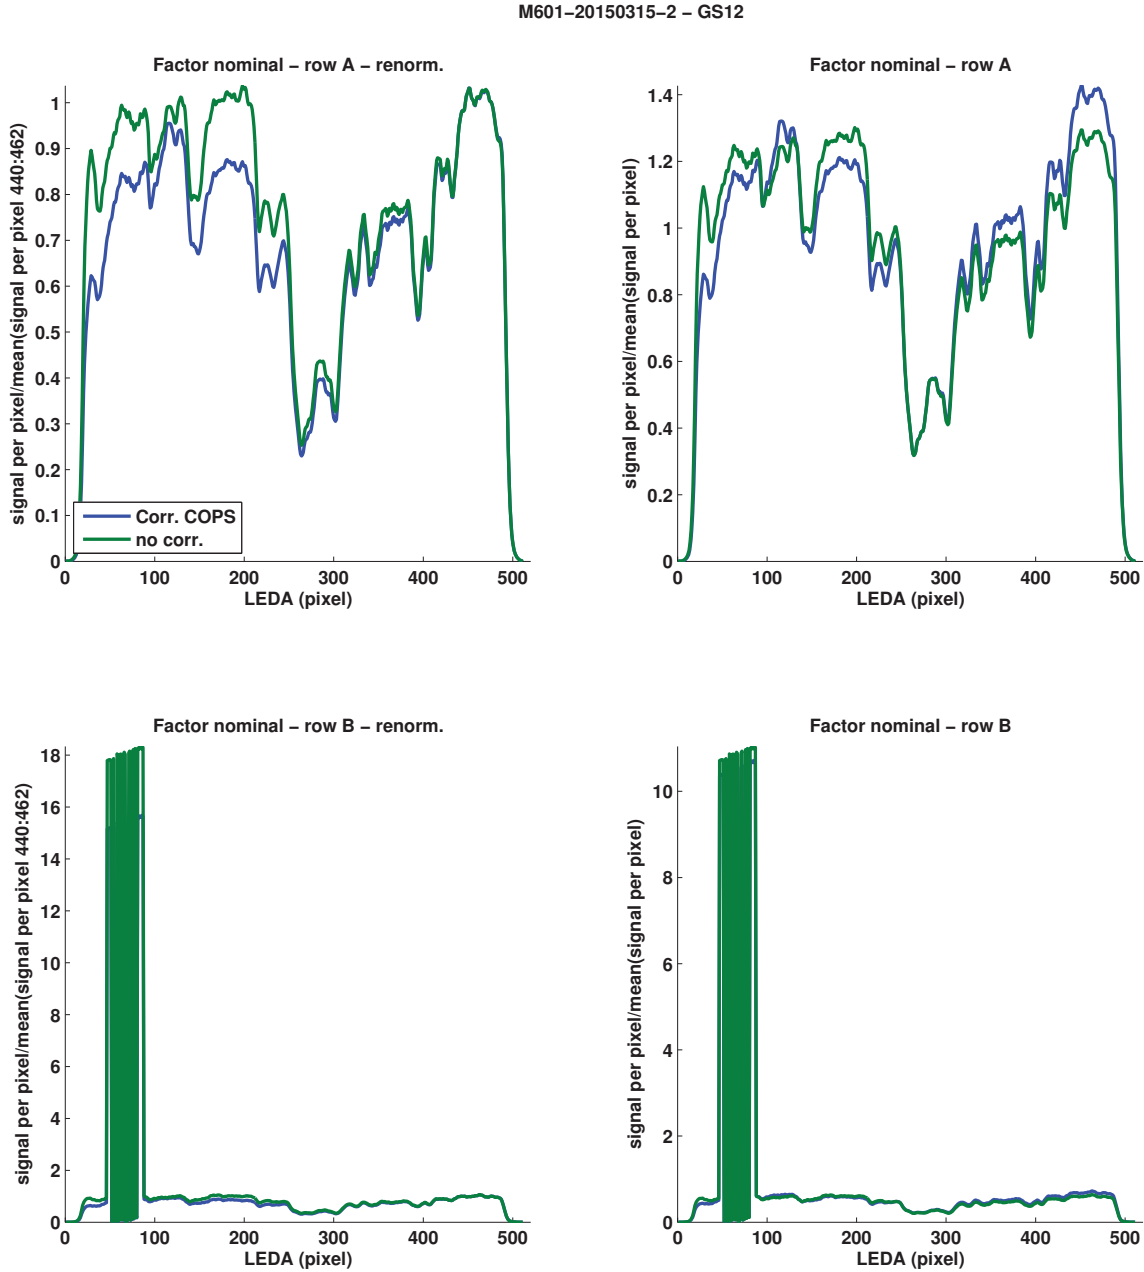 M601−20150315−2 − GS12
Factor nominal − row A − renorm.
signal per pixel/mean(signal per pixel 440:462)
1
0.9
0.8
0.7
0.6
0.5
0.4
0.3
0.2
0.1
0
Corr. COPS
no corr.
0 100 200 300 400 500
LEDA (pixel)
Factor nominal − row A
signal per pixel/mean(signal per pixel)
1.4
1.2
1
0.8
0.6
0.4
0.2
0
0 100 200 300 400 500
LEDA (pixel)
Factor nominal − row B − renorm.
signal per pixel/mean(signal per pixel 440:462)
18
16
14
12
10
8
6
4
2
0
0 100 200 300 400 500
LEDA (pixel)
Factor nominal − row B
signal per pixel/mean(signal per pixel)
10
8
6
4
2
0
0 100 200 300 400 500
LEDA (pixel)